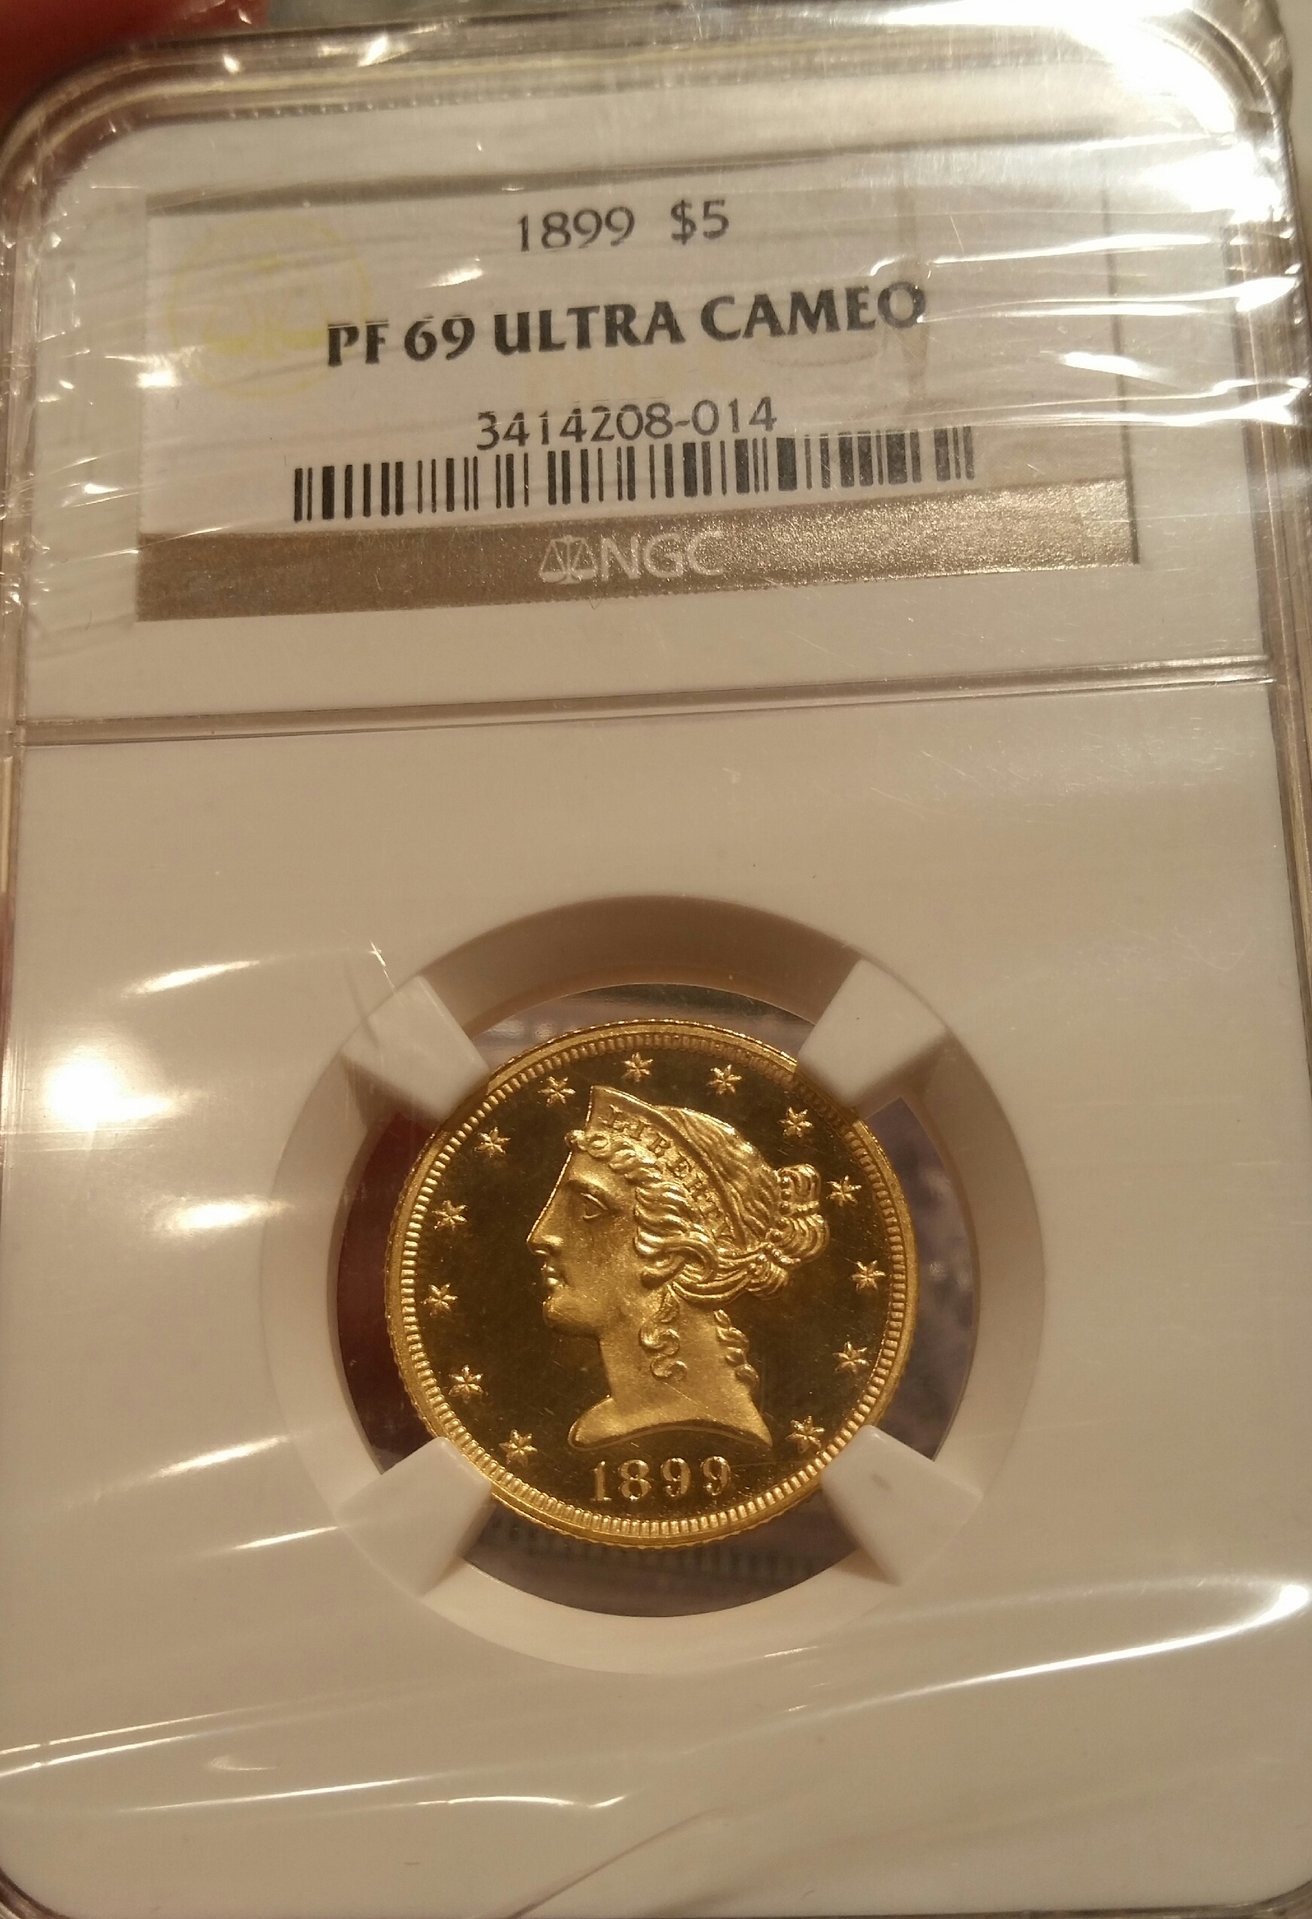 1899 $5
PF 69 ULTRA CAMEO
3414208-014
NGC
LIBERTY
1899